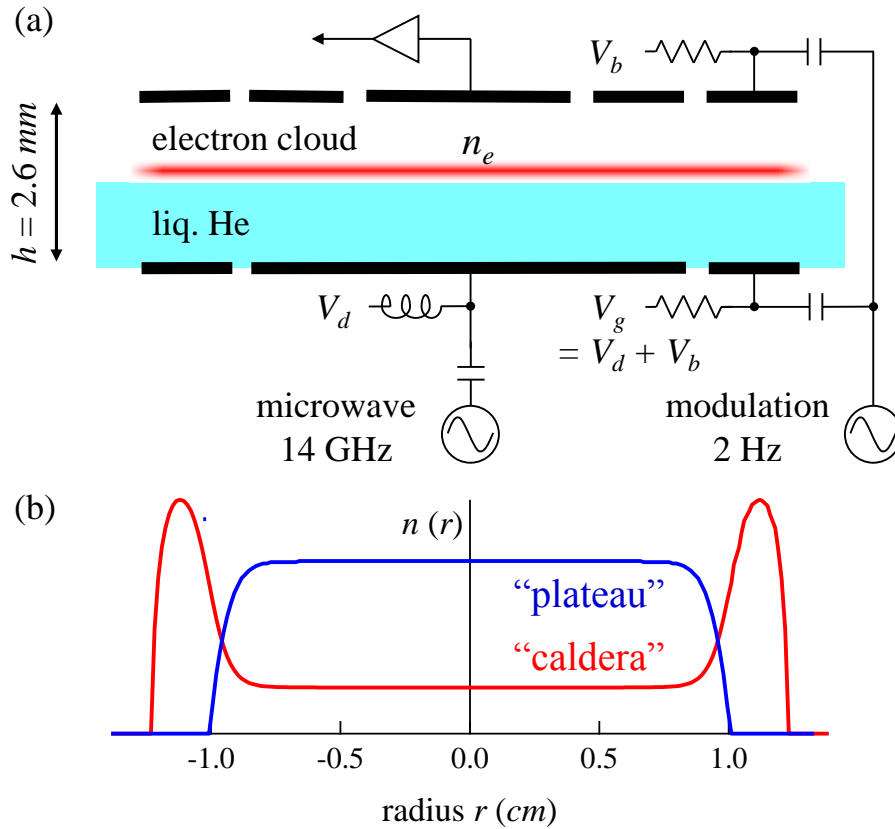 (a)
V_b
electron cloud
n_e
h = 2.6 mm
liq. He
V_d
V_g
= V_d + V_b
microwave
14 GHz
modulation
2 Hz
(b)
n (r)
“plateau”
“caldera”
-1.0
-0.5
0.0
0.5
1.0
radius r (cm)